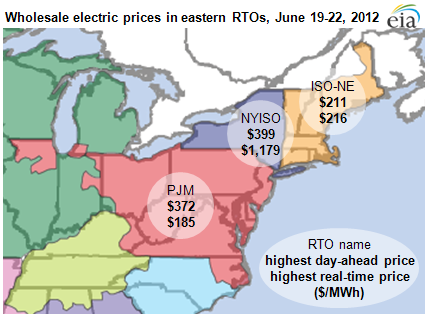 Wholesale electric prices in eastern RTOs, June 19-22, 2012
eia
ISO-NE
$211
$216
NYISO
$399
$1,179
PJM
$372
$185
RTO name
highest day-ahead price
highest real-time price
($/MWh)